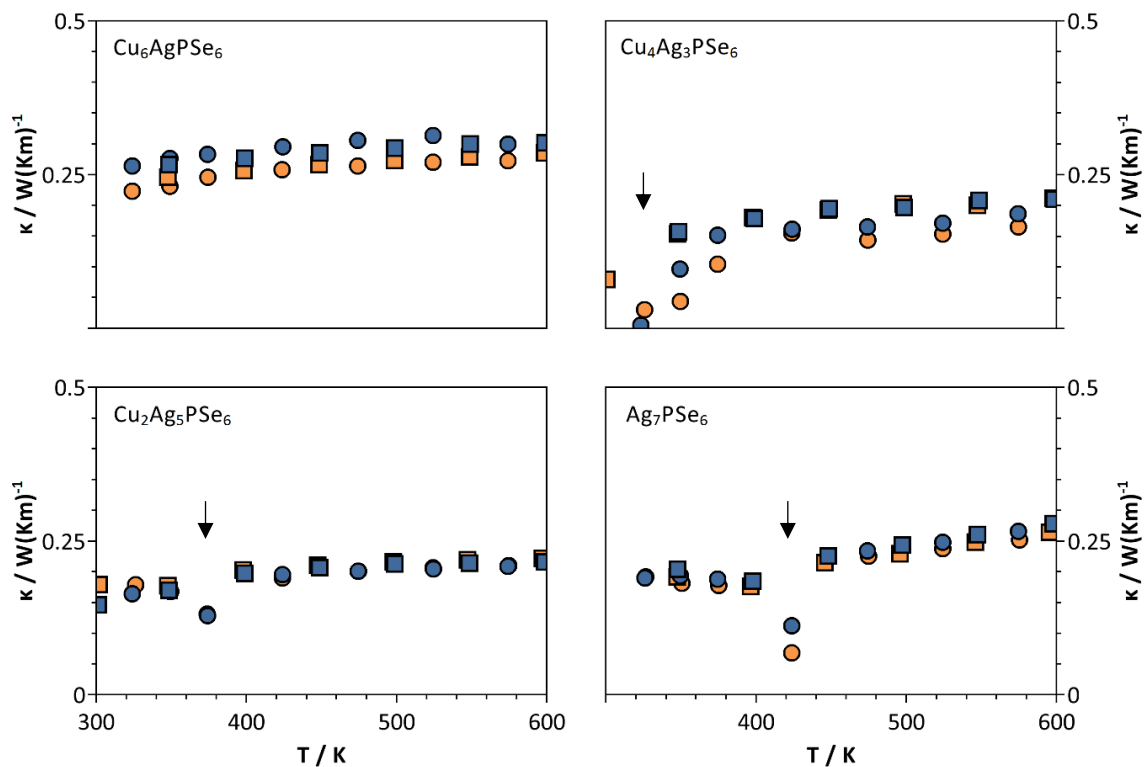 0.5
Cu₆AgPSe₆
0.25
κ / W(Km)⁻¹
0.5
Cu₄Ag₃PSe₆
0.25
κ / W(Km)⁻¹
0.5
Cu₂Ag₅PSe₆
0.25
0
κ / W(Km)⁻¹
300 400 500 600
T / K
0.5
Ag₇PSe₆
0.25
0
κ / W(Km)⁻¹
400 500 600
T / K